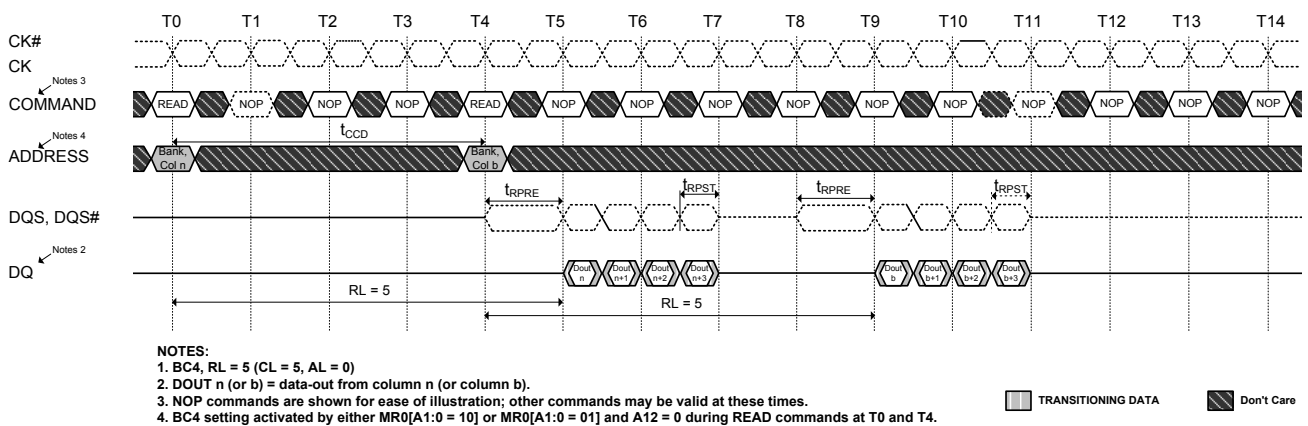 T0 T1 T2 T3 T4 T5 T6 T7 T8 T9 T10 T11 T12 T13 T14
CK#
CK
Notes 3
COMMAND READ NOP NOP NOP READ NOP NOP NOP NOP NOP NOP NOP NOP NOP NOP
tCCD
Notes 4
ADDRESS Bank, Col n Bank, Col b
tRPRE tRPST tRPRE tRPST
DQS, DQS#
Notes 2
DQ Dout n Dout n+1 Dout n+2 Dout n+3 Dout b Dout b+1 Dout b+2 Dout b+3
RL = 5 RL = 5
NOTES:
1. BC4, RL = 5 (CL = 5, AL = 0)
2. DOUT n (or b) = data-out from column n (or column b).
3. NOP commands are shown for ease of illustration; other commands may be valid at these times.
4. BC4 setting activated by either MR0[A1:0 = 10] or MR0[A1:0 = 01] and A12 = 0 during READ commands at T0 and T4.
TRANSITIONING DATA Don't Care